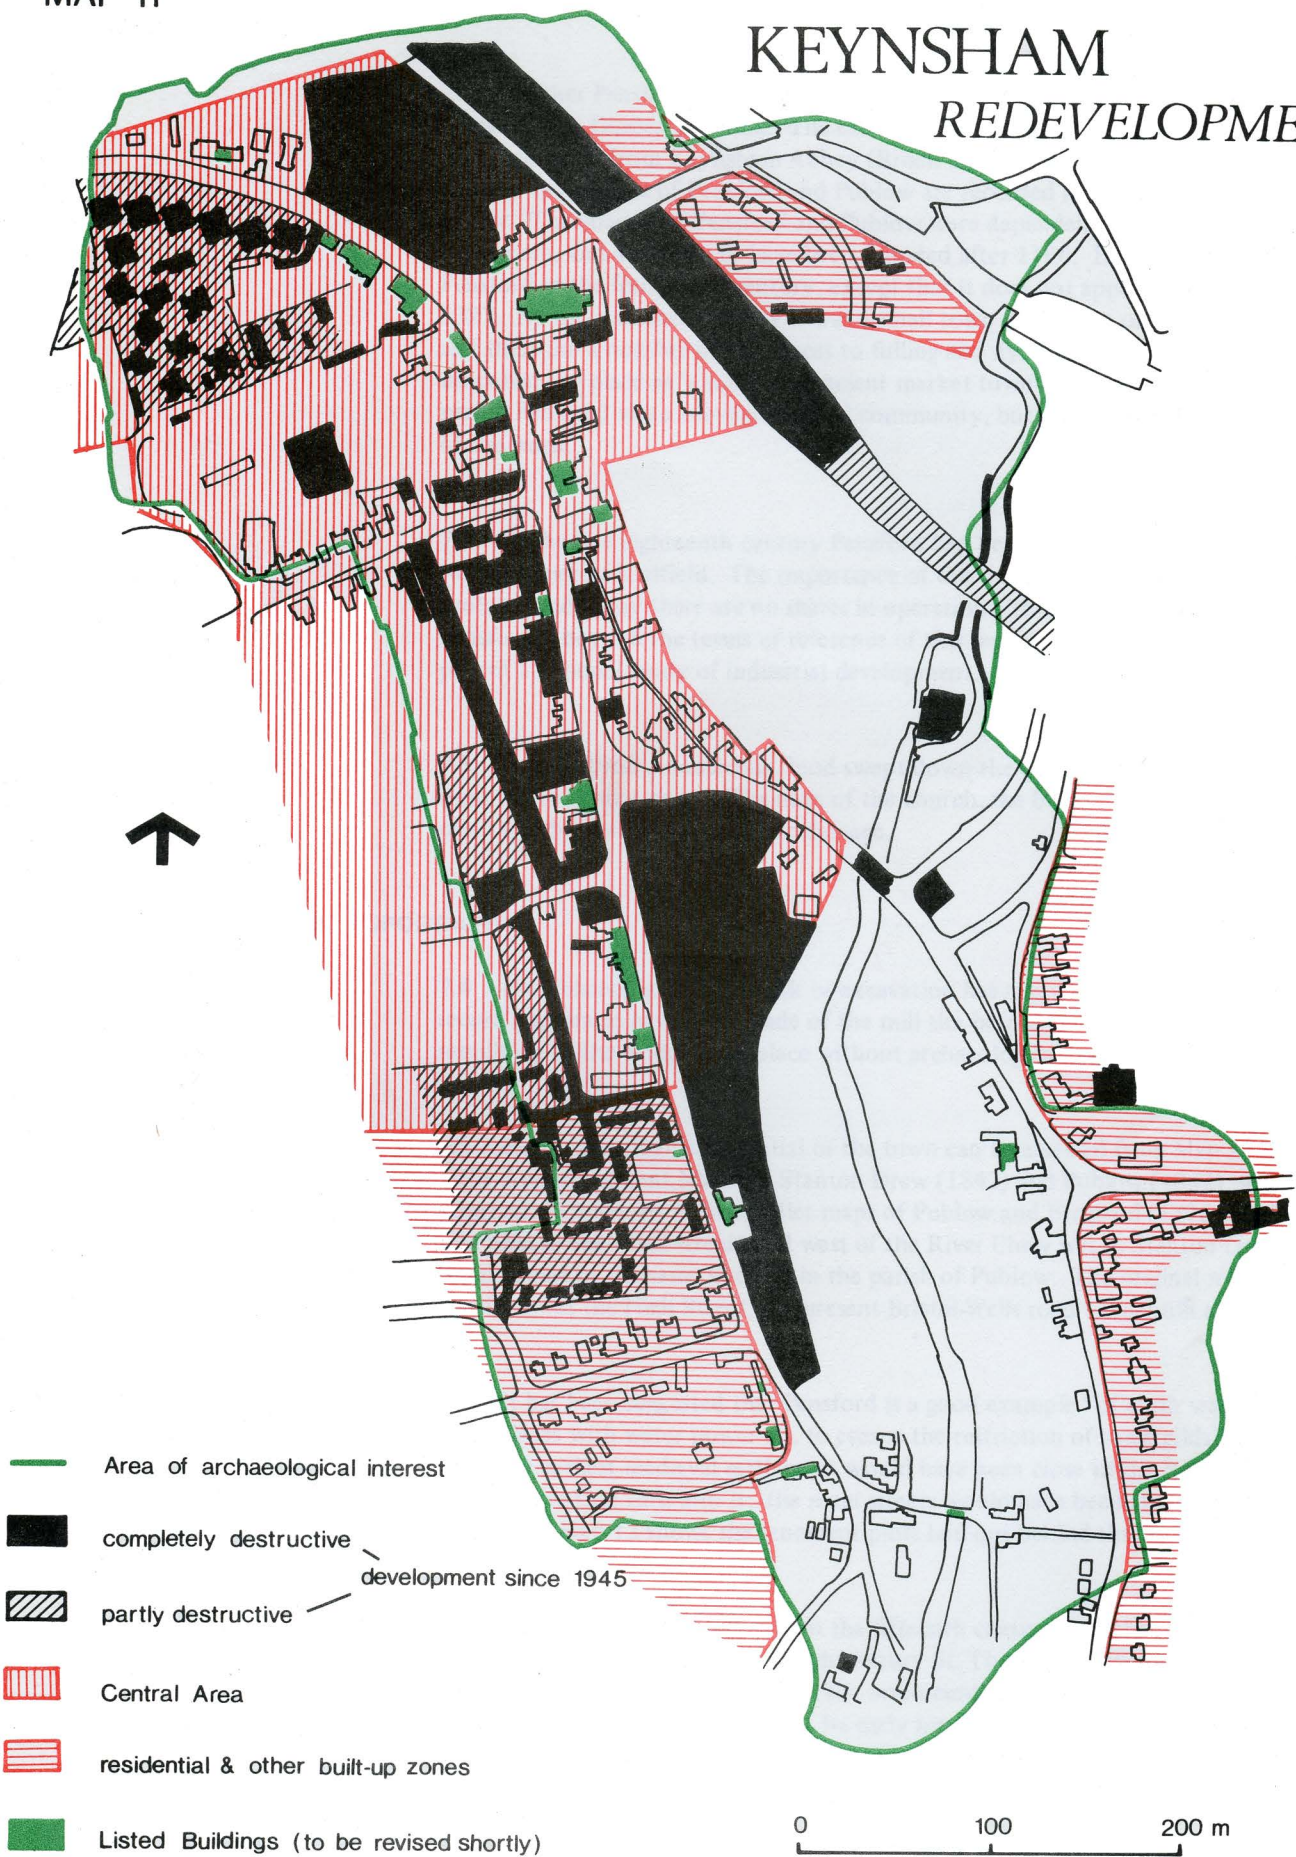 KEYNSHAM
REDEVELOPME
Area of archaeological interest
completely destructive
development since 1945
partly destructive
Central Area
residential & other built-up zones
Listed Buildings (to be revised shortly)
0 100 200 m